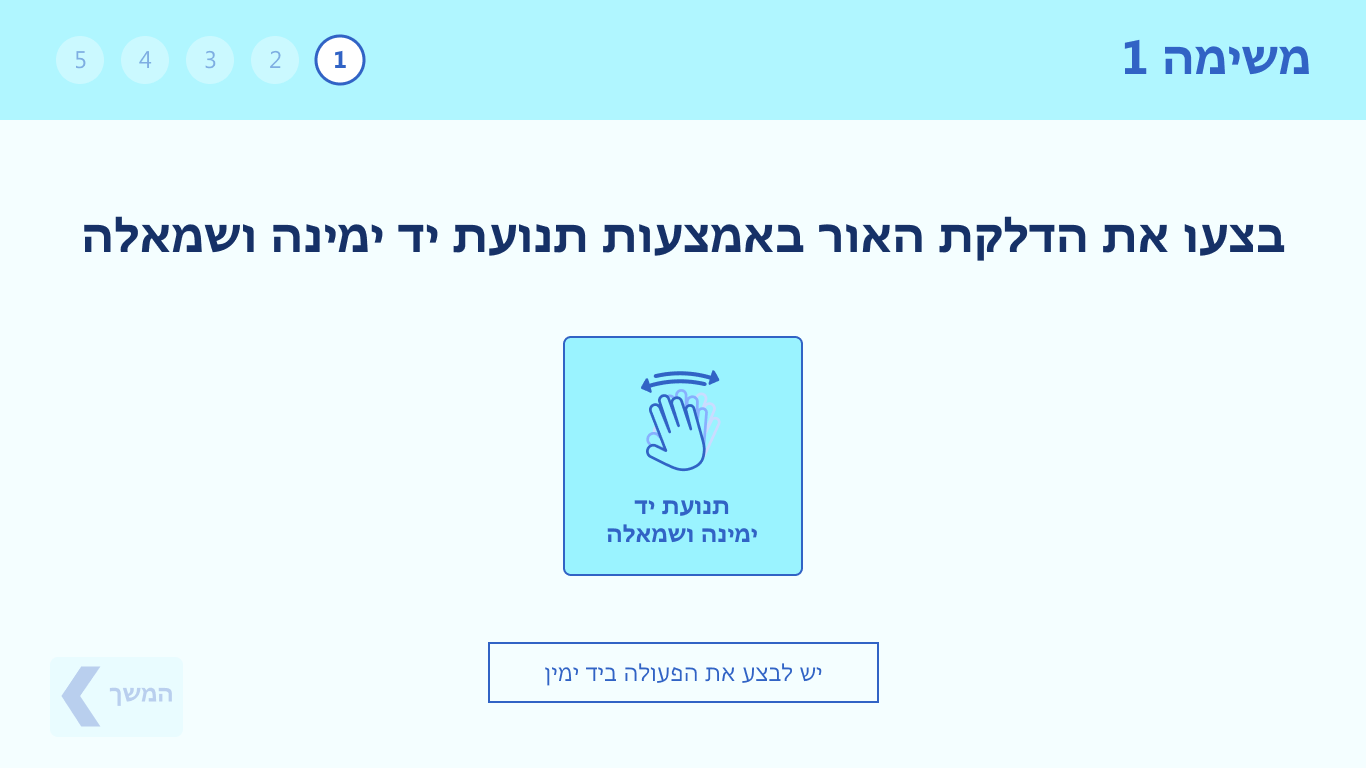 משימה 1
1
2
3
4
5
בצעו את הדלקת האור באמצעות תנועת יד ימינה ושמאלה
תנועת יד
ימינה ושמאלה
יש לבצע את הפעולה ביד ימין
המשך